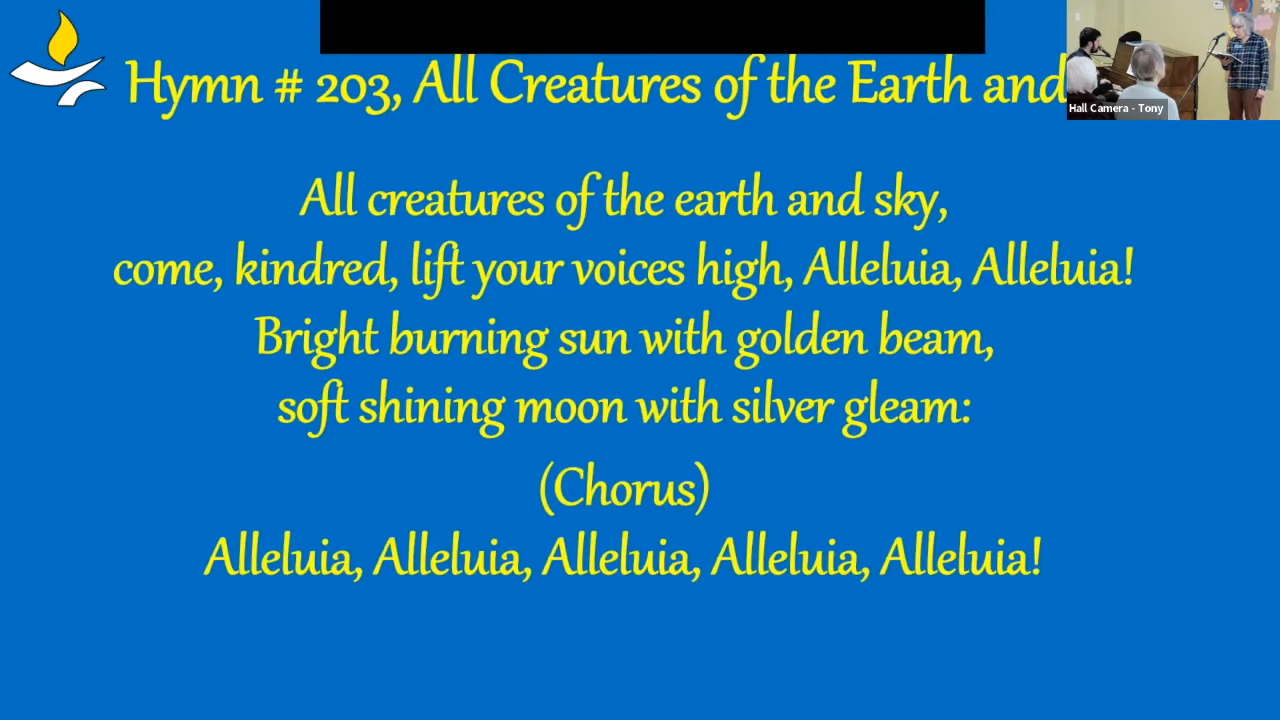 Hymn # 203, All Creatures of the Earth and
Hall Camera - Tony
All creatures of the earth and sky,
come, kindred, lift your voices high, Alleluia, Alleluia!
Bright burning sun with golden beam,
soft shining moon with silver gleam:
(Chorus)
Alleluia, Alleluia, Alleluia, Alleluia, Alleluia!